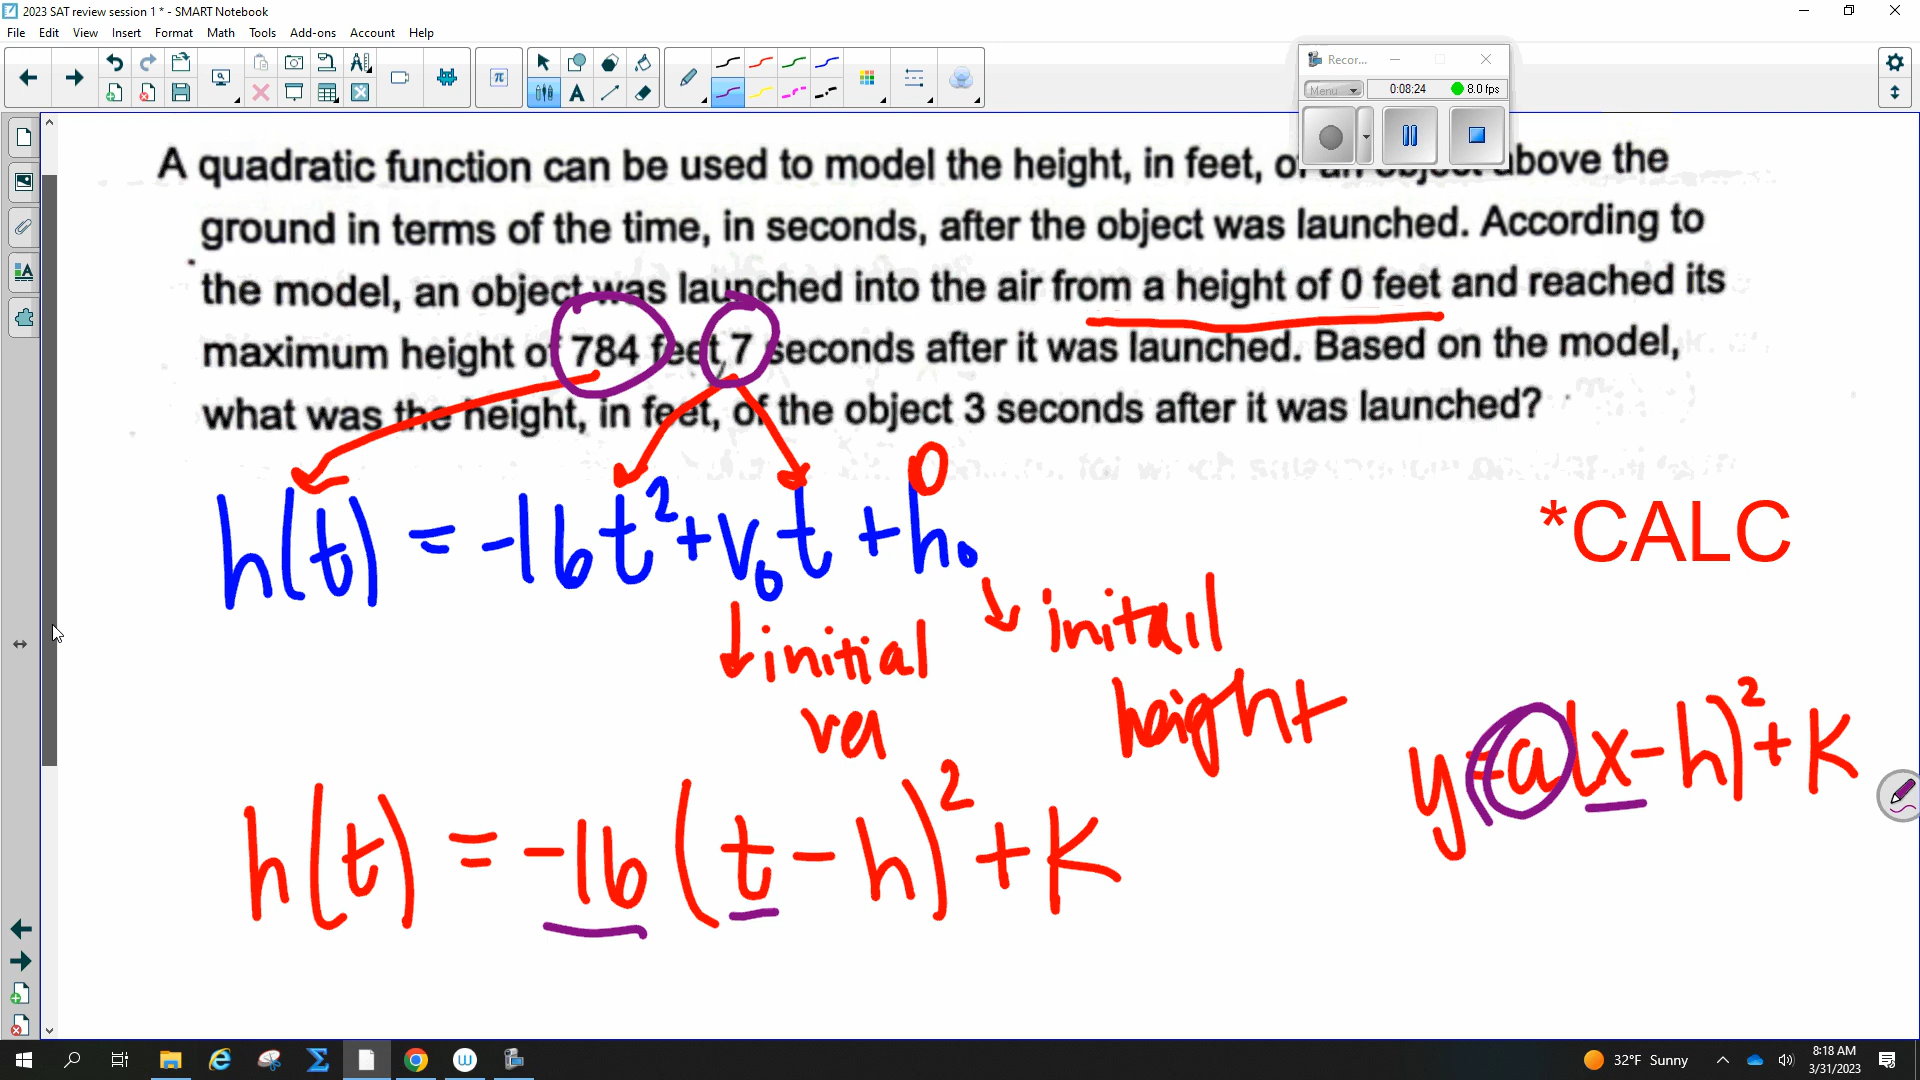 2023 SAT review session 1 * - SMART Notebook
File Edit View Insert Format Math Tools Add-ons Account Help
Recor...
Menu 0:08:24 8.0 fps
A quadratic function can be used to model the height, in feet, of an object above the
ground in terms of the time, in seconds, after the object was launched. According to
the model, an object was launched into the air from a height of 0 feet and reached its
maximum height of 784 feet 7 seconds after it was launched. Based on the model,
what was the height, in feet, of the object 3 seconds after it was launched?
0
h(t) = -16t² + v₀t + h₀
*CALC
initial
vel
initail
height
y = a(x - h)² + K
h(t) = -16 (t - h)² + K
32°F Sunny
8:18 AM
3/31/2023